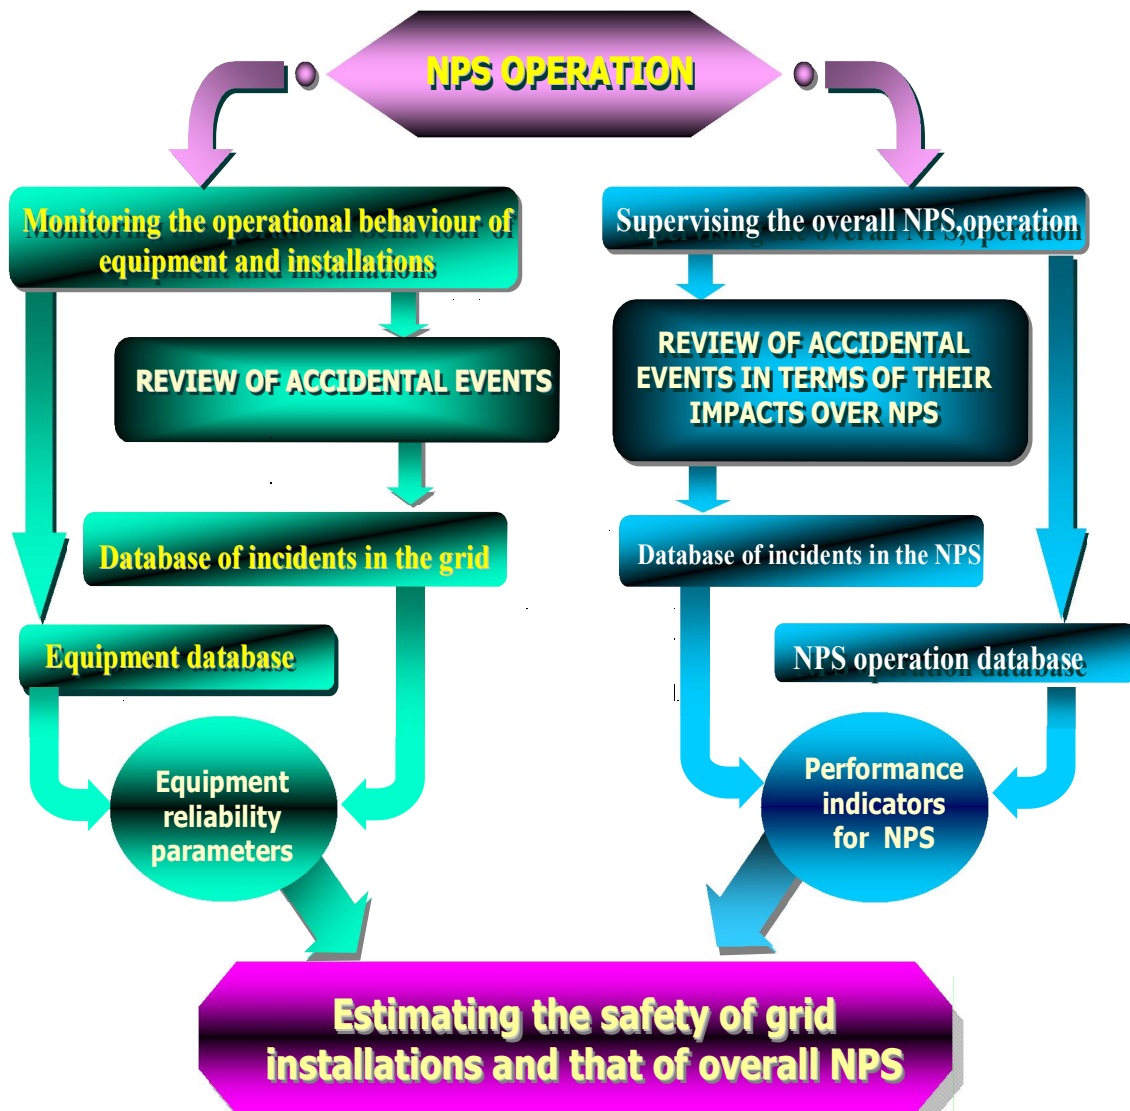 NPS OPERATION
Monitoring the operational behaviour of
equipment and installations
Supervising the overall NPS,operation
REVIEW OF ACCIDENTAL EVENTS
REVIEW OF ACCIDENTAL
EVENTS IN TERMS OF THEIR
IMPACTS OVER NPS
Database of incidents in the grid
Database of incidents in the NPS
Equipment database
NPS operation database
Equipment
reliability
parameters
Performance
indicators
for NPS
Estimating the safety of grid
installations and that of overall NPS